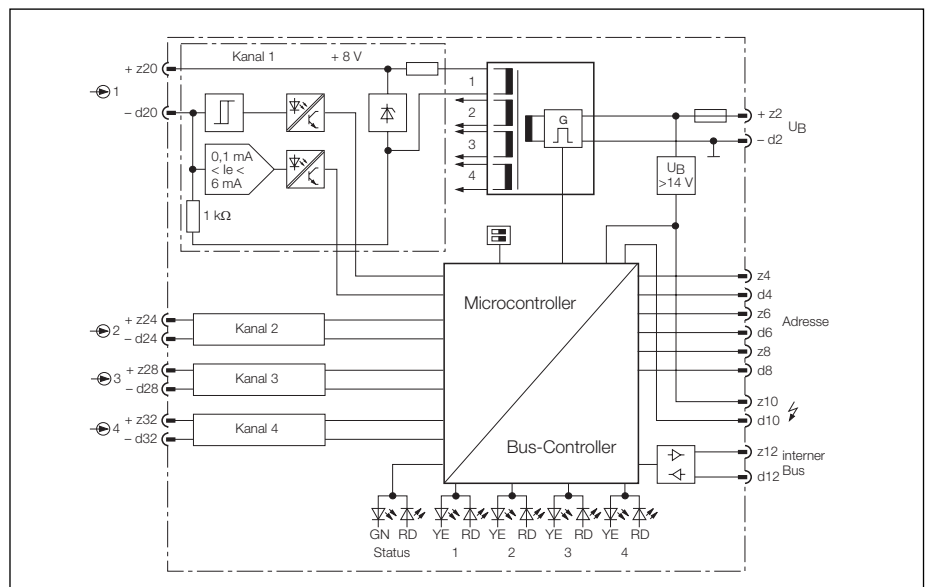 Kanal 1
+ 8 V
+ z20
1
– d20
0,1 mA
< Ie <
6 mA
1 kΩ
1
2
3
4
G
+ z2
UB
– d2
UB
>14 V
Microcontroller
Bus-Controller
z4
d4
z6
d6
Adresse
z8
d8
z10
d10
z12
interner
d12
Bus
+ z24
2
– d24
Kanal 2
+ z28
3
– d28
Kanal 3
+ z32
4
– d32
Kanal 4
GN RD YE RD YE RD YE RD YE RD
Status 1 2 3 4